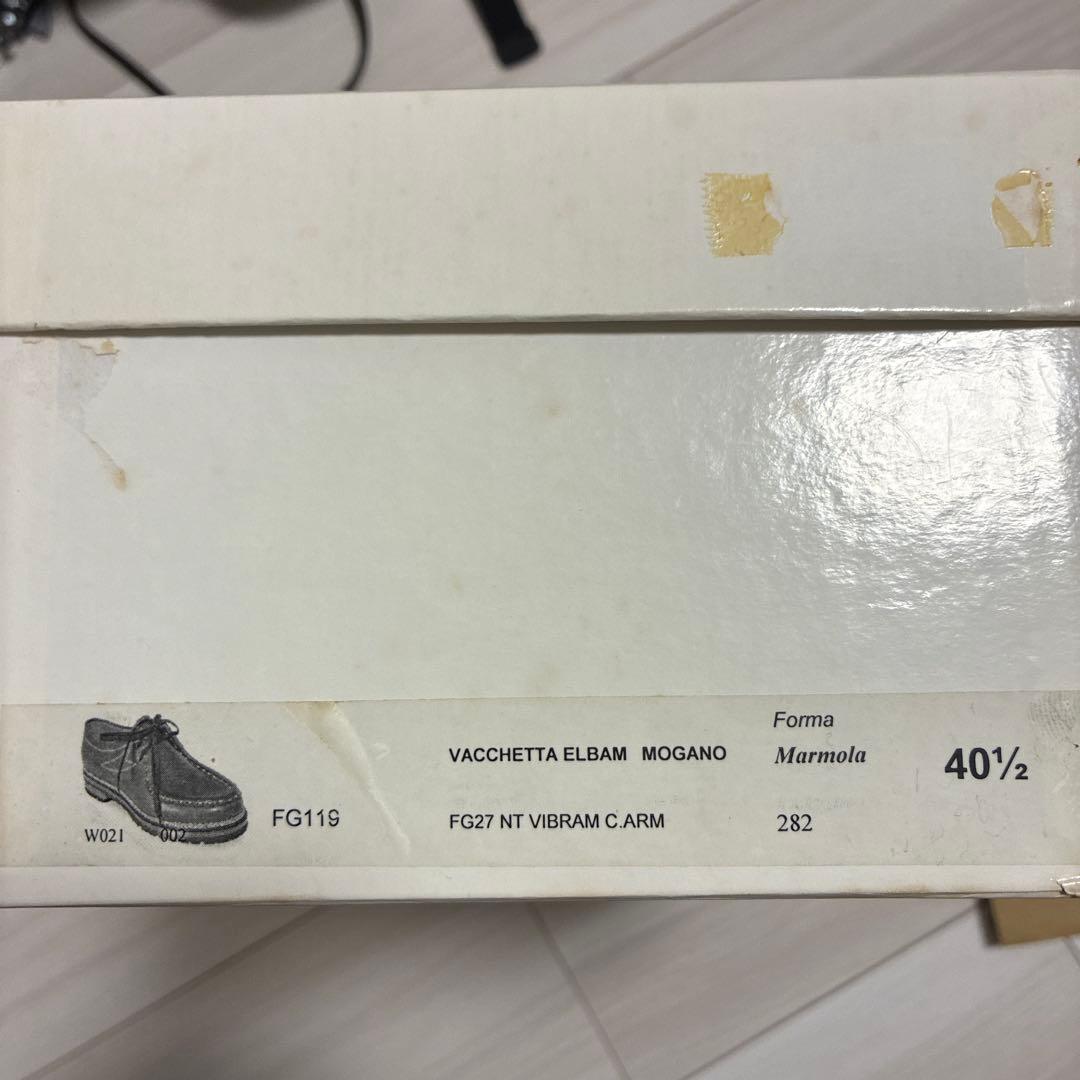 Forma
VACCHETTA ELBAM MOGANO
Marmola
40½
W021 002
FG119
FG27 NT VIBRAM C.ARM
282